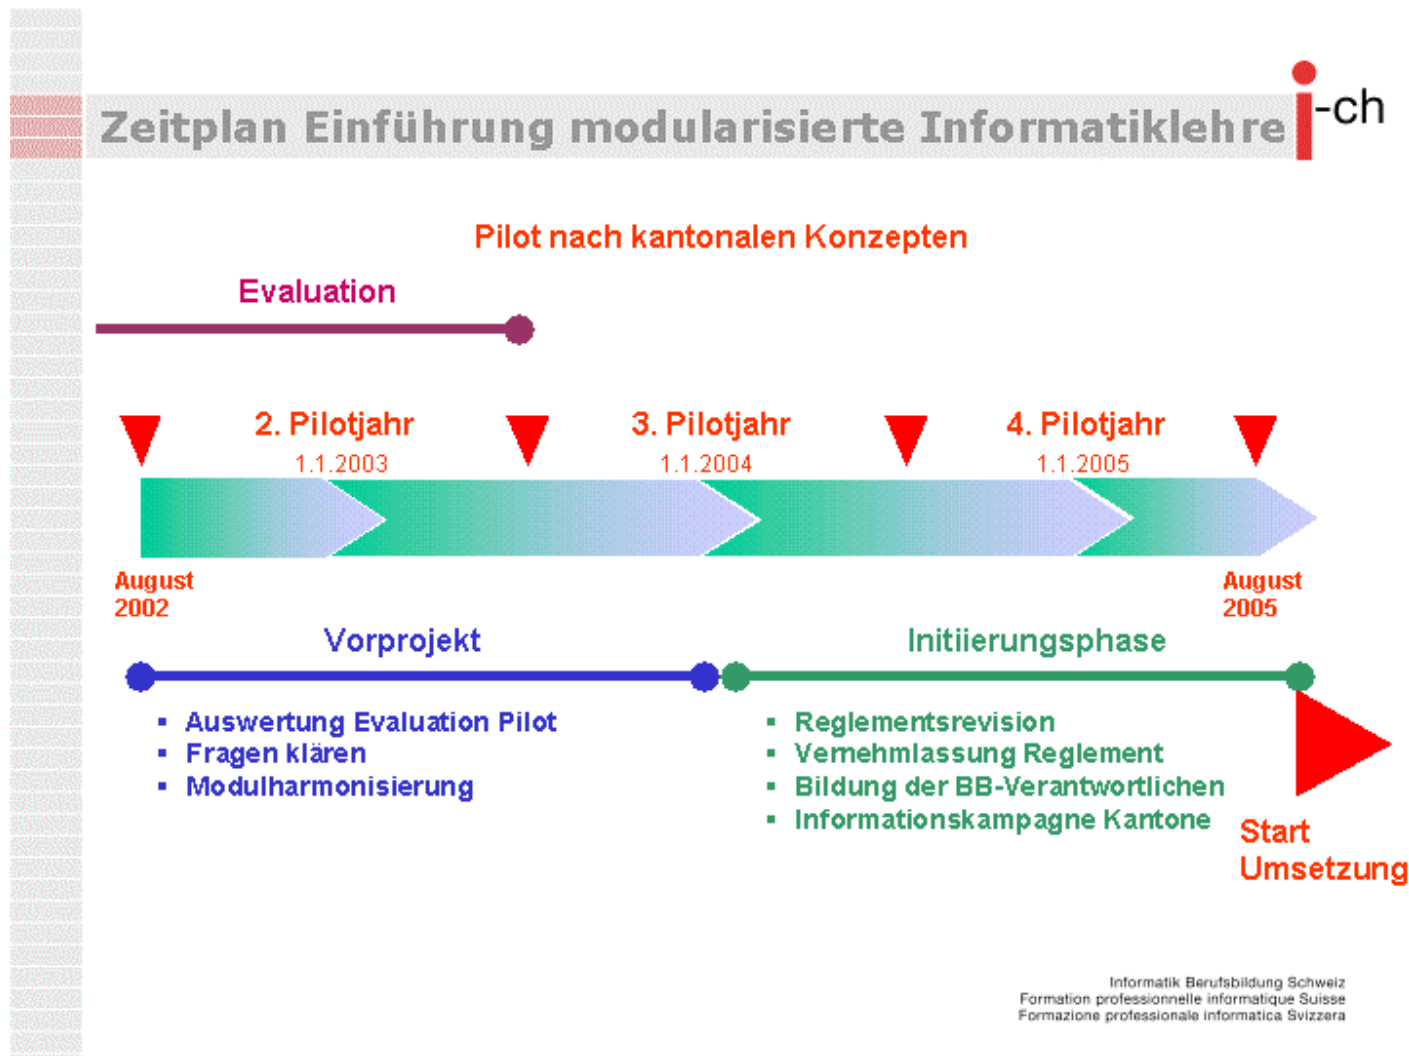 Zeitplan Einführung modularisierte Informatiklehre
i-ch
Pilot nach kantonalen Konzepten
Evaluation
2. Pilotjahr
3. Pilotjahr
4. Pilotjahr
1.1.2003
1.1.2004
1.1.2005
August
2002
August
2005
Vorprojekt
Initiierungsphase
▪ Auswertung Evaluation Pilot
▪ Fragen klären
▪ Modulharmonisierung
▪ Reglementsrevision
▪ Vernehmlassung Reglement
▪ Bildung der BB-Verantwortlichen
▪ Informationskampagne Kantone
Start
Umsetzung
Informatik Berufsbildung Schweiz
Formation professionnelle informatique Suisse
Formazione professionale informatica Svizzera